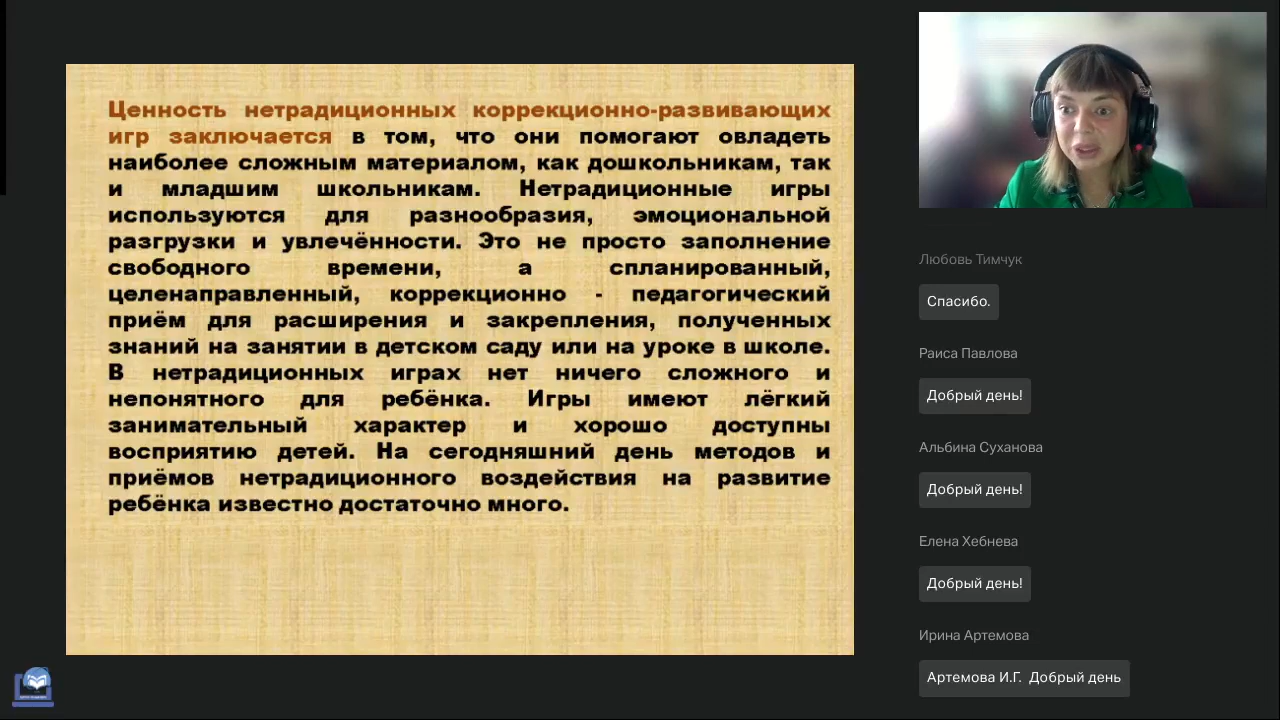 Ценность нетрадиционных коррекционно-развивающих
игр заключается в том, что они помогают овладеть
наиболее сложным материалом, как дошкольникам, так
и младшим школьникам. Нетрадиционные игры
используются для разнообразия, эмоциональной
разгрузки и увлечённости. Это не просто заполнение
свободного времени, а спланированный,
целенаправленный, коррекционно - педагогический
приём для расширения и закрепления, полученных
знаний на занятии в детском саду или на уроке в школе.
В нетрадиционных играх нет ничего сложного и
непонятного для ребёнка. Игры имеют лёгкий
занимательный характер и хорошо доступны
восприятию детей. На сегодняшний день методов и
приёмов нетрадиционного воздействия на развитие
ребёнка известно достаточно много.
Любовь Тимчук
Спасибо.
Раиса Павлова
Добрый день!
Альбина Суханова
Добрый день!
Елена Хебнева
Добрый день!
Ирина Артемова
Артемова И.Г. Добрый день